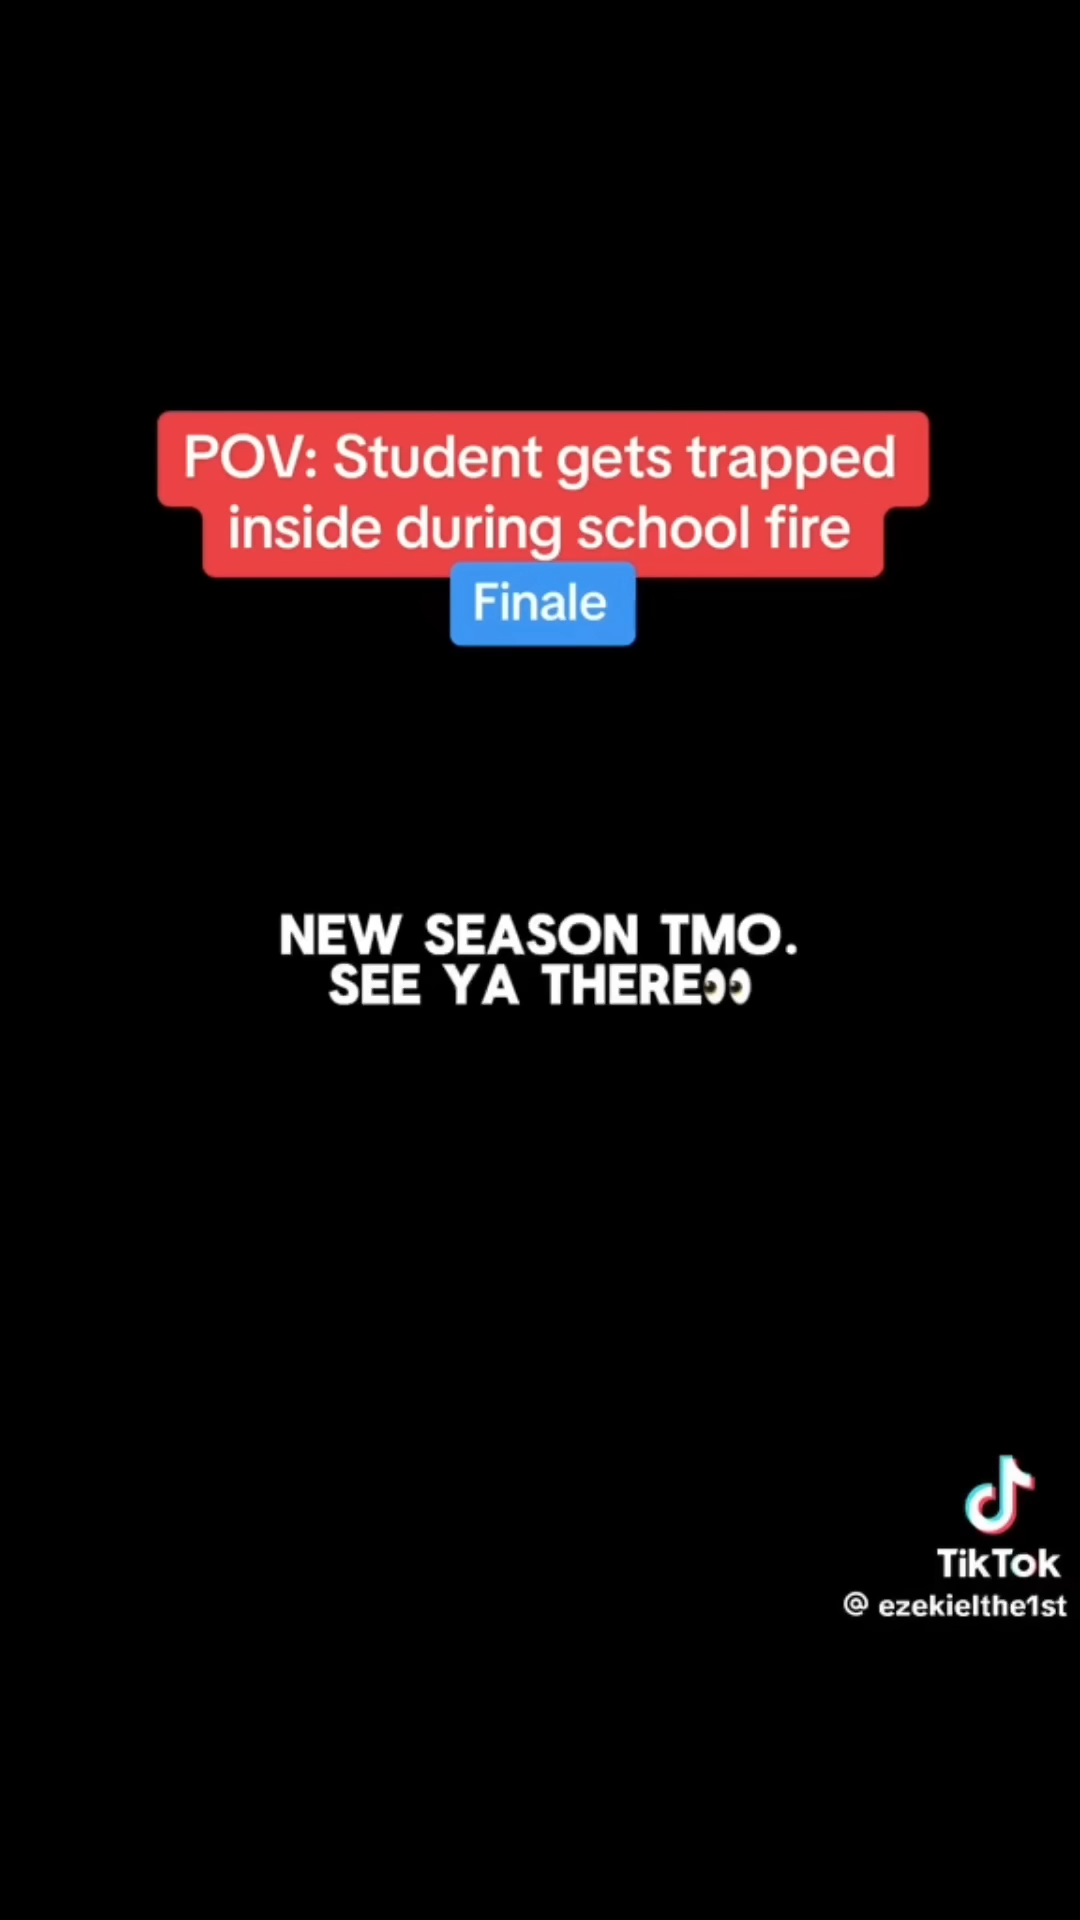 POV: Student gets trapped
inside during school fire
Finale
NEW SEASON TMO.
SEE YA THERE👀
TikTok
@ ezekielthe1st